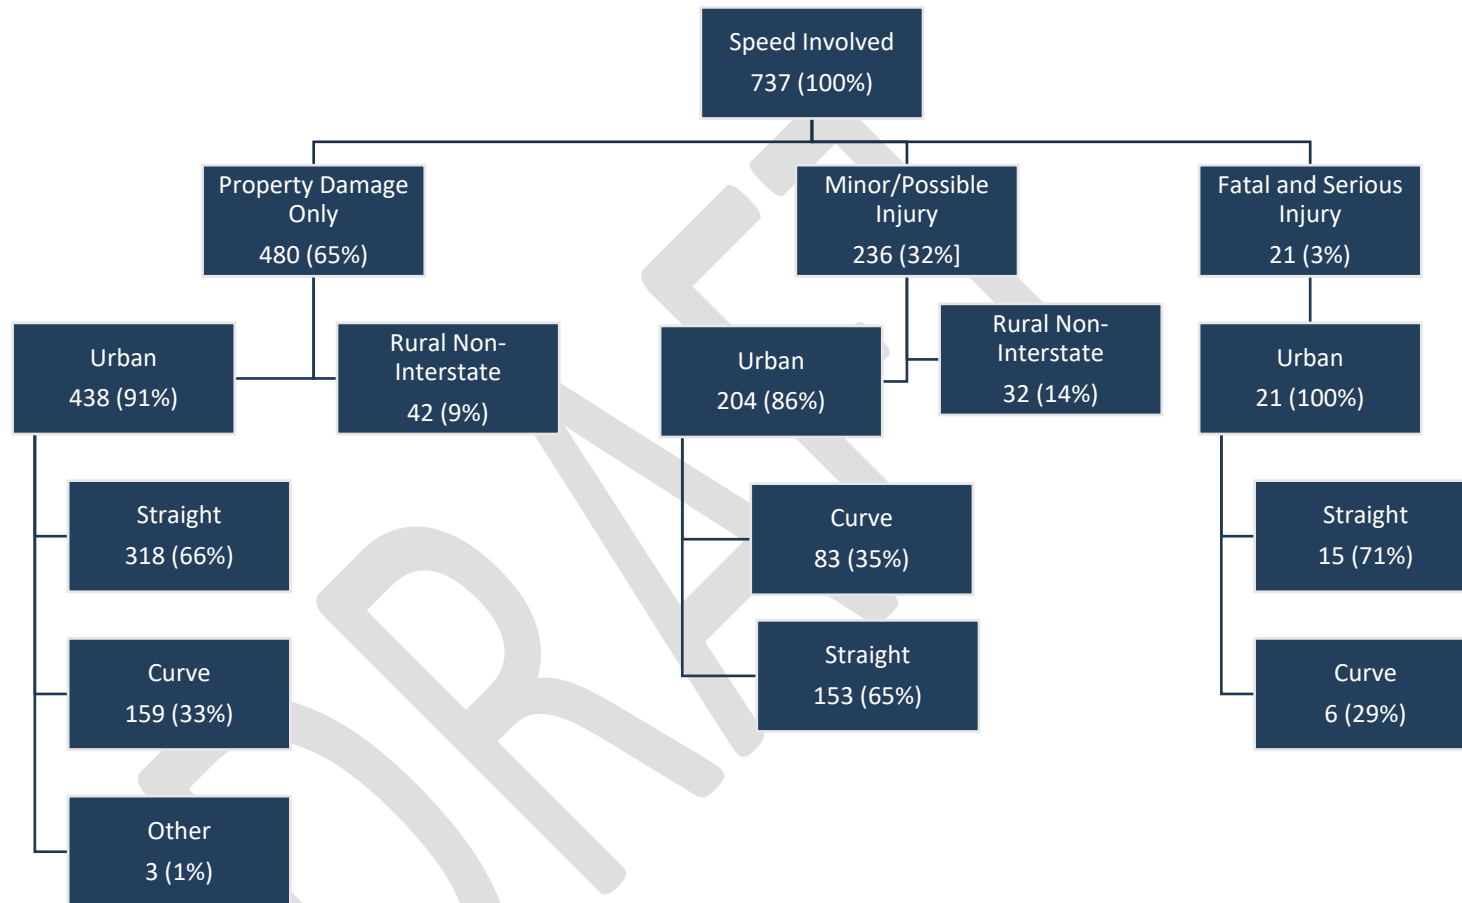 Speed Involved
737 (100%)
Property Damage
Only
480 (65%)
Minor/Possible
Injury
236 (32%]
Fatal and Serious
Injury
21 (3%)
Urban
438 (91%)
Rural Non-
Interstate
42 (9%)
Urban
204 (86%)
Rural Non-
Interstate
32 (14%)
Urban
21 (100%)
Straight
318 (66%)
Curve
159 (33%)
Other
3 (1%)
Curve
83 (35%)
Straight
153 (65%)
Straight
15 (71%)
Curve
6 (29%)
DRAFT